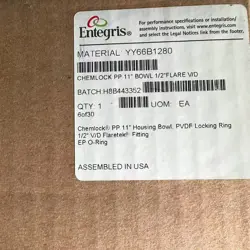 Entegris
For performance specifications or installation/
assembly instructions, visit www.entegris.com and
select the Legal Notices link from the footer.
MATERIAL YY66B1280
CHEMLOCK PP 11" BOWL 1/2"FLARE V/D
BATCH:H8B443352
QTY: 1 UOM: EA
6of30
Chemlock® PP 11" Housing Bowl, PVDF Locking Ring
1/2" V/D Flaretek® Fitting
EP O-Ring
ASSEMBLED IN USA